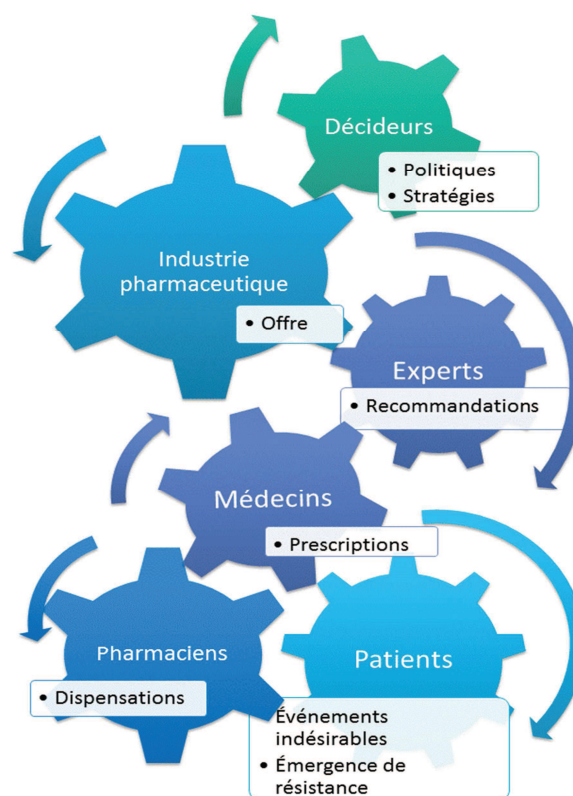 Décideurs
• Politiques
• Stratégies
Industrie
pharmaceutique
• Offre
Experts
• Recommandations
Médecins
• Prescriptions
Pharmaciens
• Dispensations
Patients
Événements
indésirables
• Émergence de
résistance